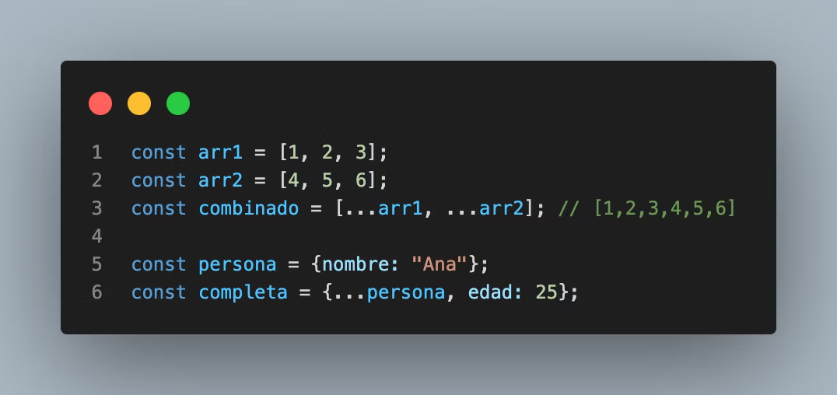 1 const arr1 = [1, 2, 3];
2 const arr2 = [4, 5, 6];
3 const combinado = [...arr1, ...arr2]; // [1,2,3,4,5,6]
4
5 const persona = {nombre: "Ana"};
6 const completa = {...persona, edad: 25};